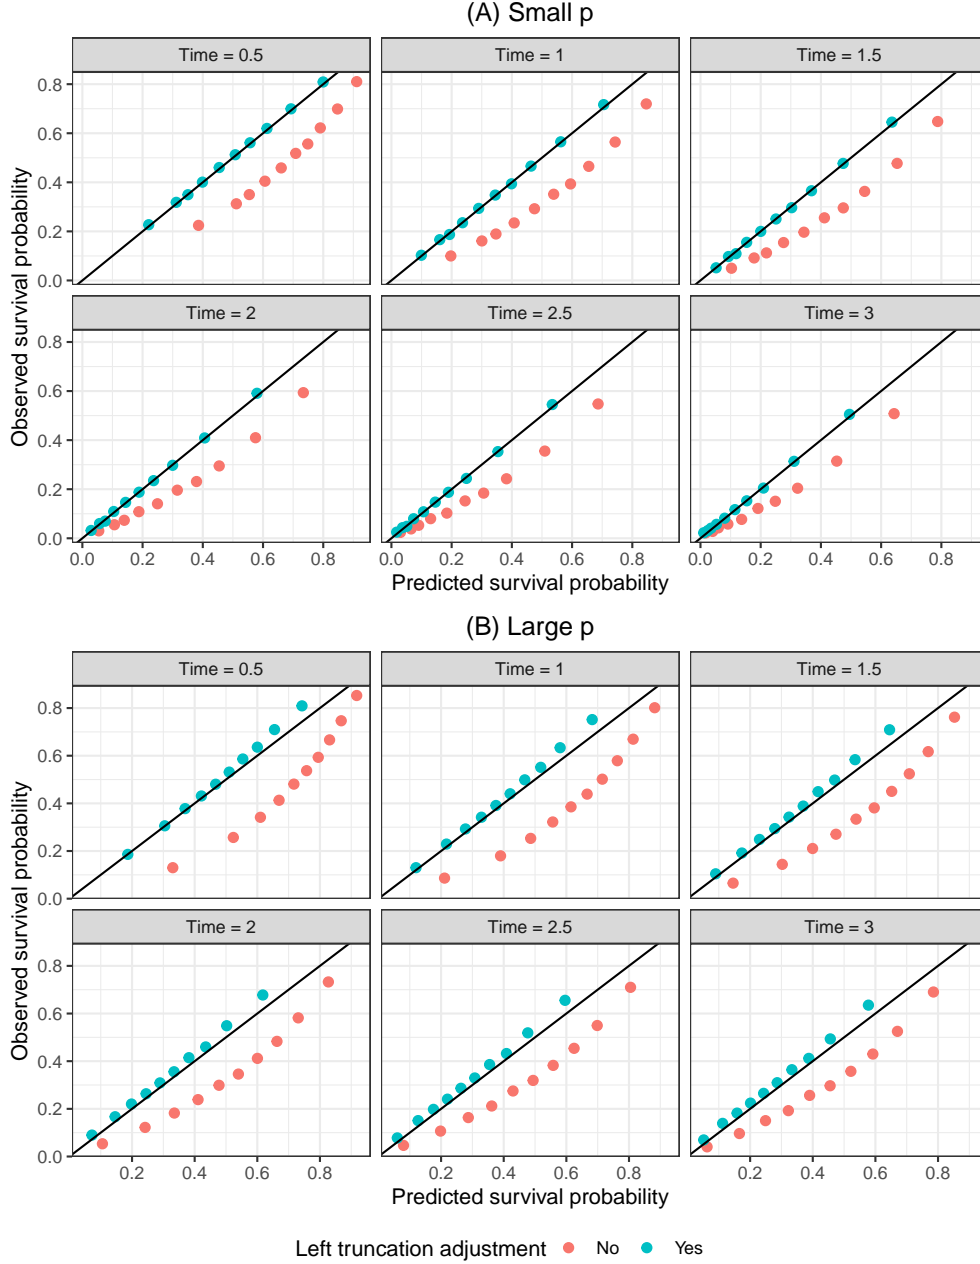 (A) Small p
Time = 0.5
Time = 1
Time = 1.5
0.8
0.6
0.4
0.2
0.0
Time = 2
Time = 2.5
Time = 3
0.8
0.6
0.4
0.2
0.0
0.0 0.2 0.4 0.6 0.8
0.0 0.2 0.4 0.6 0.8
0.0 0.2 0.4 0.6 0.8
Observed survival probability
Predicted survival probability
(B) Large p
Time = 0.5
Time = 1
Time = 1.5
0.8
0.6
0.4
0.2
0.0
Time = 2
Time = 2.5
Time = 3
0.8
0.6
0.4
0.2
0.0
0.2 0.4 0.6 0.8
0.2 0.4 0.6 0.8
0.2 0.4 0.6 0.8
Observed survival probability
Predicted survival probability
Left truncation adjustment No Yes